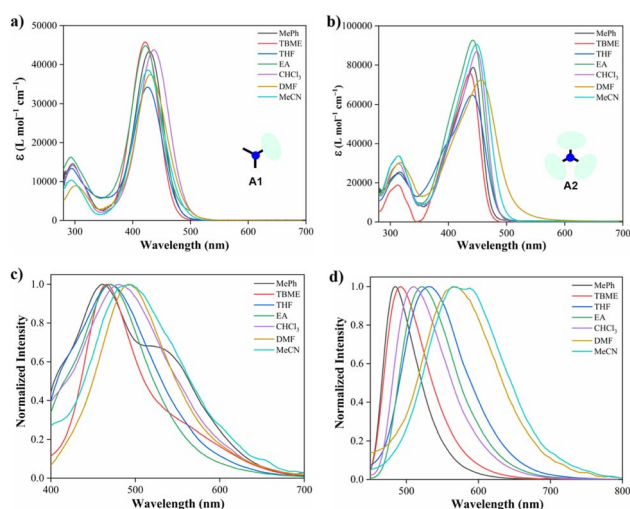 a)
MePh
TBME
THF
EA
CHCl₃
DMF
MeCN
A1
50000
40000
30000
20000
10000
0
ε (L mol⁻¹ cm⁻¹)
300 400 500 600 700
Wavelength (nm)
b)
MePh
TBME
THF
EA
CHCl₃
DMF
MeCN
A2
100000
80000
60000
40000
20000
0
ε (L mol⁻¹ cm⁻¹)
300 400 500 600 700
Wavelength (nm)
c)
MePh
TBME
THF
EA
CHCl₃
DMF
MeCN
1.0
0.8
0.6
0.4
0.2
0.0
Normalized Intensity
400 500 600 700
Wavelength (nm)
d)
MePh
TBME
THF
EA
CHCl₃
DMF
MeCN
1.0
0.8
0.6
0.4
0.2
0.0
Normalized Intensity
500 600 700 800
Wavelength (nm)